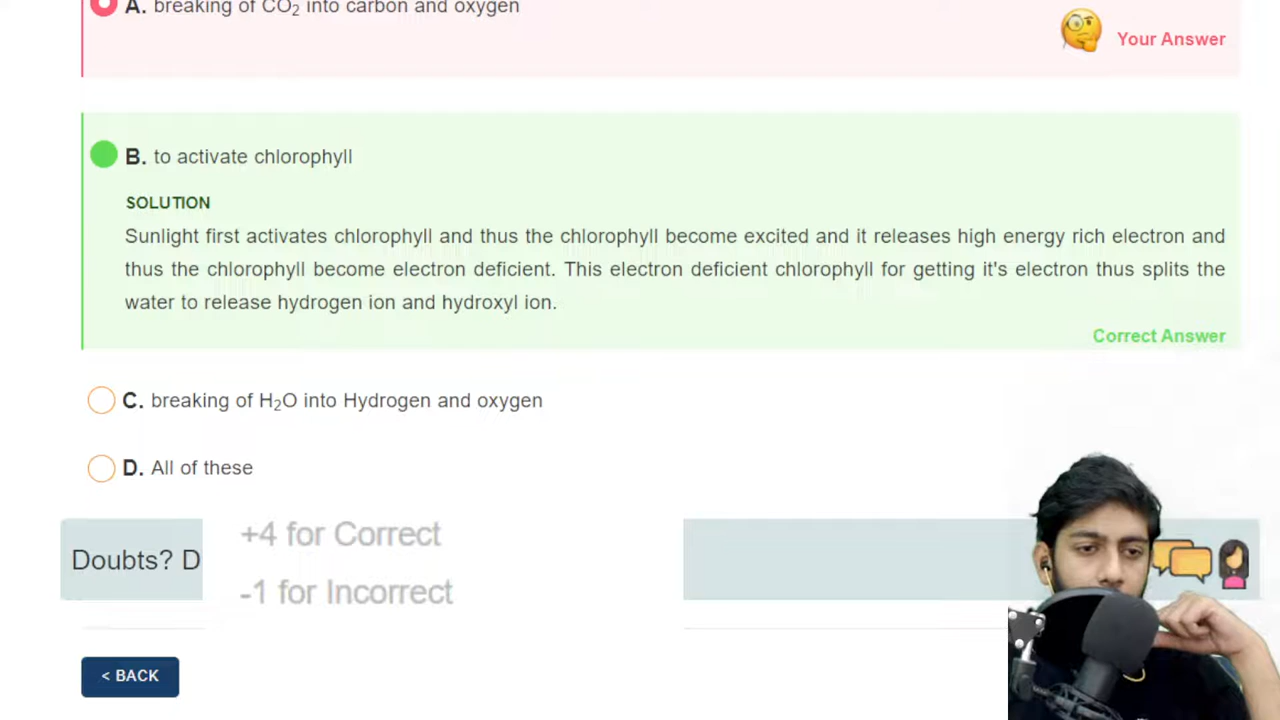 A. breaking of CO₂ into carbon and oxygen
Your Answer
B. to activate chlorophyll
SOLUTION
Sunlight first activates chlorophyll and thus the chlorophyll become excited and it releases high energy rich electron and
thus the chlorophyll become electron deficient. This electron deficient chlorophyll for getting it's electron thus splits the
water to release hydrogen ion and hydroxyl ion.
Correct Answer
C. breaking of H₂O into Hydrogen and oxygen
D. All of these
+4 for Correct
Doubts? D
-1 for Incorrect
< BACK